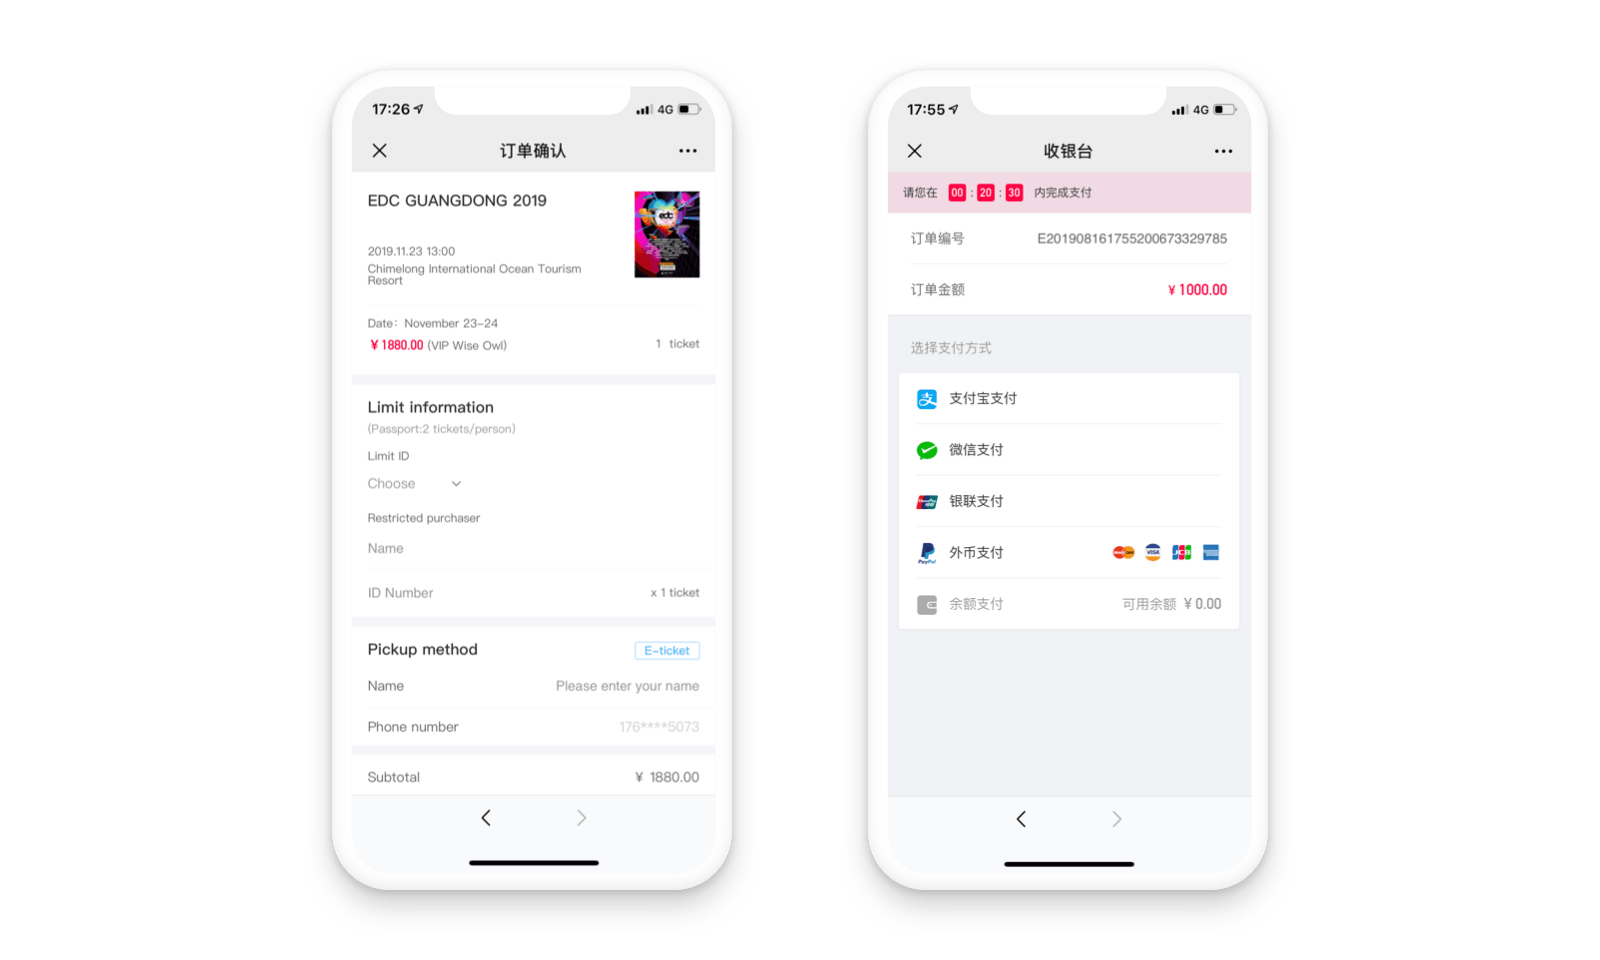 17:26
4G
订单确认
EDC GUANGDONG 2019
edc
2019.11.23 13:00
Chimelong International Ocean Tourism
Resort
Date: November 23-24
¥1880.00 (VIP Wise Owl)
1 ticket
Limit information
(Passport:2 tickets/person)
Limit ID
Choose
Restricted purchaser
Name
ID Number
x 1 ticket
Pickup method
E-ticket
Name
Please enter your name
Phone number
176****5073
Subtotal
¥ 1880.00
17:55
4G
收银台
请您在 00 : 20 : 30 内完成支付
订单编号
E201908161755200673329785
订单金额
¥ 1000.00
选择支付方式
支付宝支付
微信支付
银联支付
PayPal
外币支付
VISA
JCB
余额支付
可用余额 ¥ 0.00